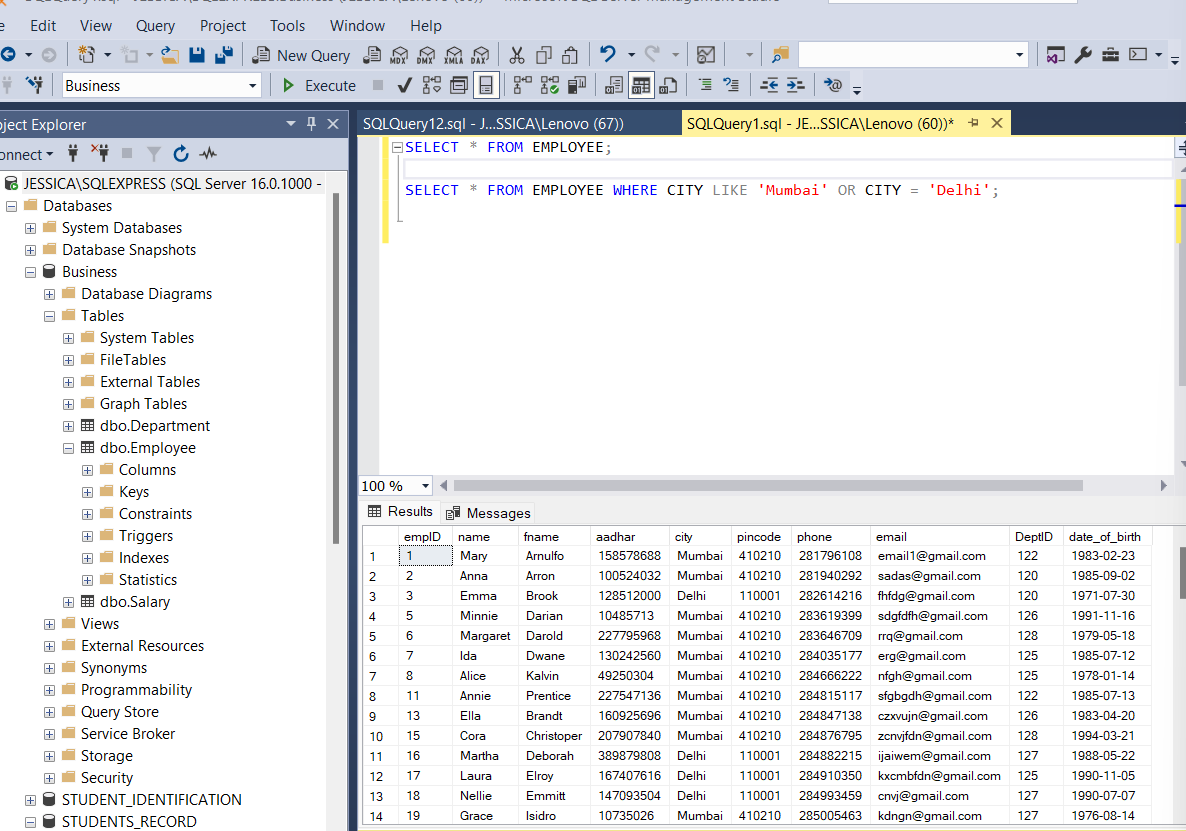 e Edit View Query Project Tools Window Help
New Query MDX DMX XMLA DAX
Business Execute
ject Explorer
onnect
JESSICA\SQLEXPRESS (SQL Server 16.0.1000 -
Databases
System Databases
Database Snapshots
Business
Database Diagrams
Tables
System Tables
FileTables
External Tables
Graph Tables
dbo.Department
dbo.Employee
Columns
Keys
Constraints
Triggers
Indexes
Statistics
dbo.Salary
Views
External Resources
Synonyms
Programmability
Query Store
Service Broker
Storage
Security
STUDENT_IDENTIFICATION
STUDENTS_RECORD
SQLQuery12.sql - J...SSICA\Lenovo (67)) SQLQuery1.sql - JE...SSICA\Lenovo (60))*
SELECT * FROM EMPLOYEE;
SELECT * FROM EMPLOYEE WHERE CITY LIKE 'Mumbai' OR CITY = 'Delhi';
100 %
Results Messages
empID name fname aadhar city pincode phone email DeptID date_of_birth
1 1 Mary Arnulfo 158578688 Mumbai 410210 281796108 email1@gmail.com 122 1983-02-23
2 2 Anna Arron 100524032 Mumbai 410210 281940292 sadas@gmail.com 120 1985-09-02
3 3 Emma Brook 128512000 Delhi 110001 282614216 fhfdg@gmail.com 120 1971-07-30
4 5 Minnie Darian 10485713 Mumbai 410210 283619399 sdgfdfh@gmail.com 126 1991-11-16
5 6 Margaret Darold 227795968 Mumbai 410210 283646709 rrq@gmail.com 128 1979-05-18
6 7 Ida Dwane 130242560 Mumbai 410210 284035177 erg@gmail.com 125 1985-07-12
7 8 Alice Kalvin 49250304 Mumbai 410210 284666222 nfgh@gmail.com 125 1978-01-14
8 11 Annie Prentice 227547136 Mumbai 410210 284815117 sfgbgdh@gmail.com 122 1985-07-13
9 13 Ella Brandt 160925696 Mumbai 410210 284847138 czxvujn@gmail.com 126 1983-04-20
10 15 Cora Christoper 207907840 Mumbai 410210 284876795 zcnvjfdn@gmail.com 128 1994-03-21
11 16 Martha Deborah 389879808 Delhi 110001 284882215 ijaiwem@gmail.com 127 1988-05-22
12 17 Laura Elroy 167407616 Delhi 110001 284910350 kxcmbfdn@gmail.com 125 1990-11-05
13 18 Nellie Emmitt 147093504 Delhi 110001 284993459 cnvj@gmail.com 127 1990-07-07
14 19 Grace Isidro 10735026 Mumbai 410210 285005463 kdngn@gmail.com 127 1976-08-14